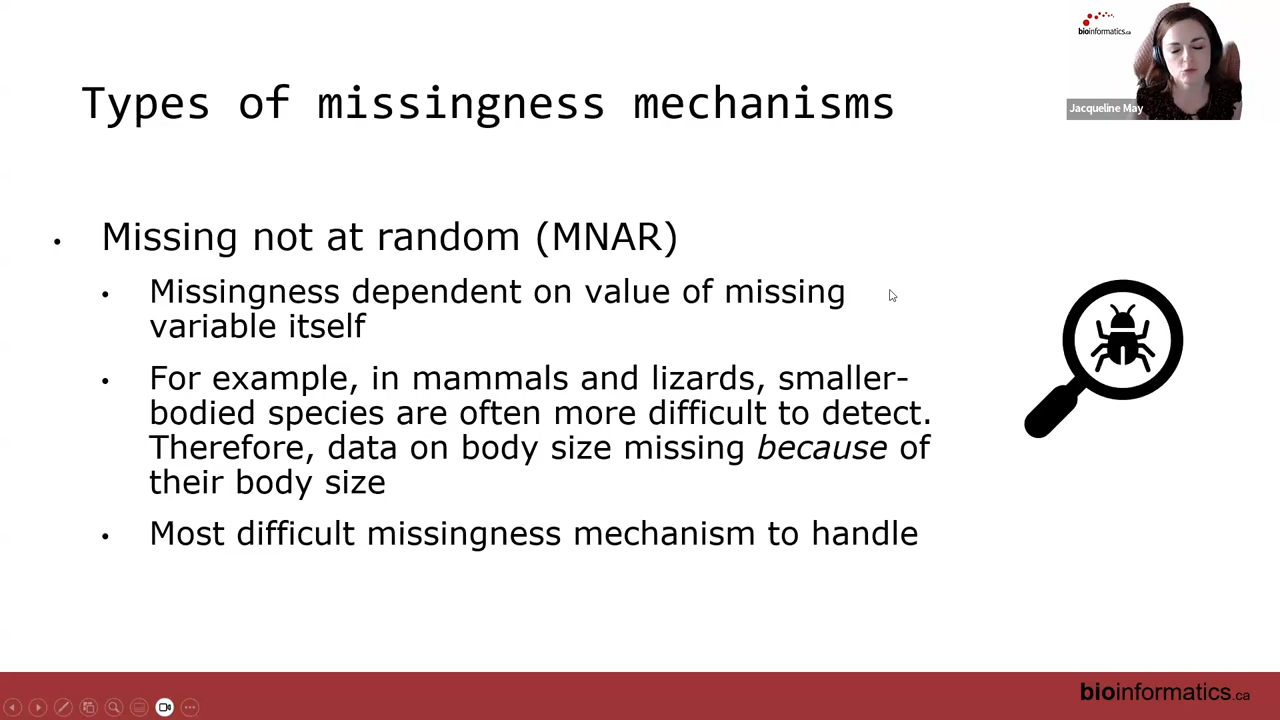 bioinformatics.ca
Jacqueline May
Types of missingness mechanisms
• Missing not at random (MNAR)
• Missingness dependent on value of missing
variable itself
• For example, in mammals and lizards, smaller-
bodied species are often more difficult to detect.
Therefore, data on body size missing because of
their body size
• Most difficult missingness mechanism to handle
bioinformatics.ca